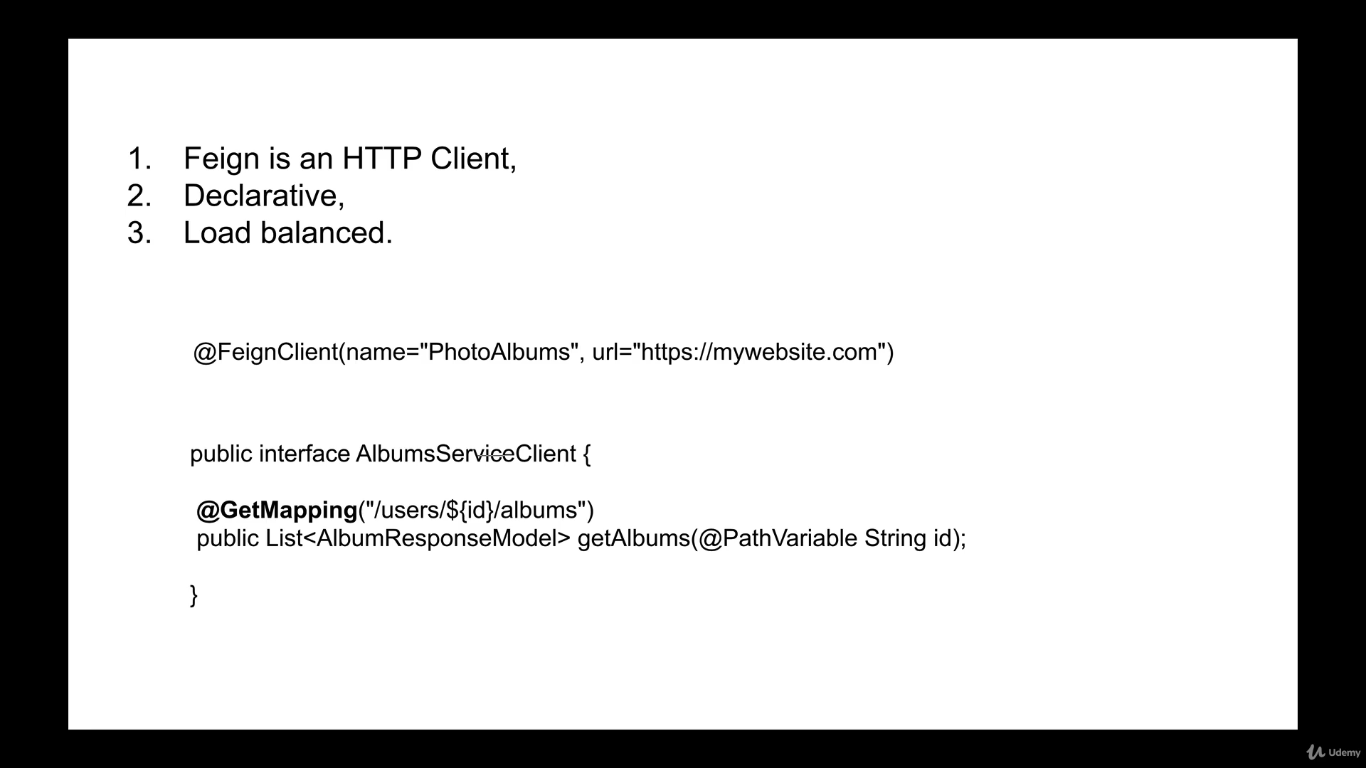 1. Feign is an HTTP Client,
2. Declarative,
3. Load balanced.
@FeignClient(name="PhotoAlbums", url="https://mywebsite.com")
public interface AlbumsServiceClient {
@GetMapping("/users/${id}/albums")
public List<AlbumResponseModel> getAlbums(@PathVariable String id);
}
Udemy